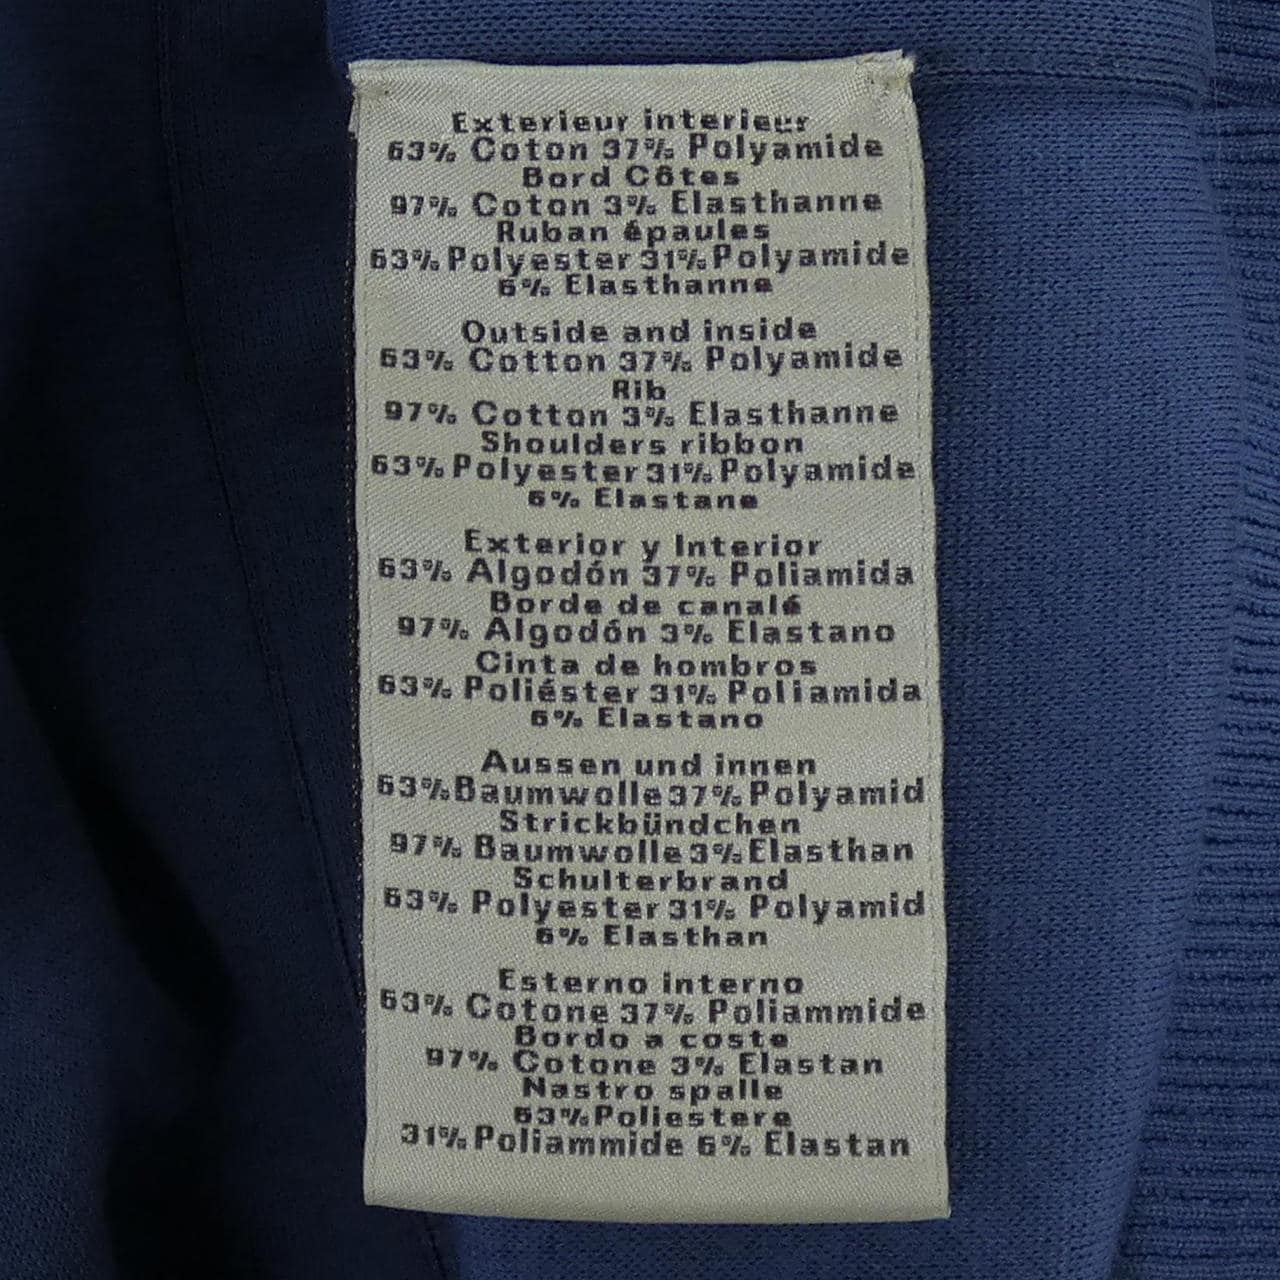 Exterieur interieur
63% Coton 37% Polyamide
Bord Côtes
97% Coton 3% Elasthanne
Ruban épaules
63% Polyester 31% Polyamide
6% Elasthanne
Outside and inside
63% Cotton 37% Polyamide
Rib
97% Cotton 3% Elasthanne
Shoulders ribbon
63% Polyester 31% Polyamide
6% Elastane
Exterior y Interior
63% Algodón 37% Poliamida
Borde de canalé
97% Algodón 3% Elastano
Cinta de hombros
63% Poliéster 31% Poliamida
6% Elastano
Aussen und innen
63% Baumwolle 37% Polyamid
Strickbündchen
97% Baumwolle 3% Elasthan
Schulterbrand
63% Polyester 31% Polyamid
6% Elasthan
Esterno interno
63% Cotone 37% Poliammide
Bordo a coste
97% Cotone 3% Elastan
Nastro spalle
63% Poliestere
31% Poliammide 6% Elastan